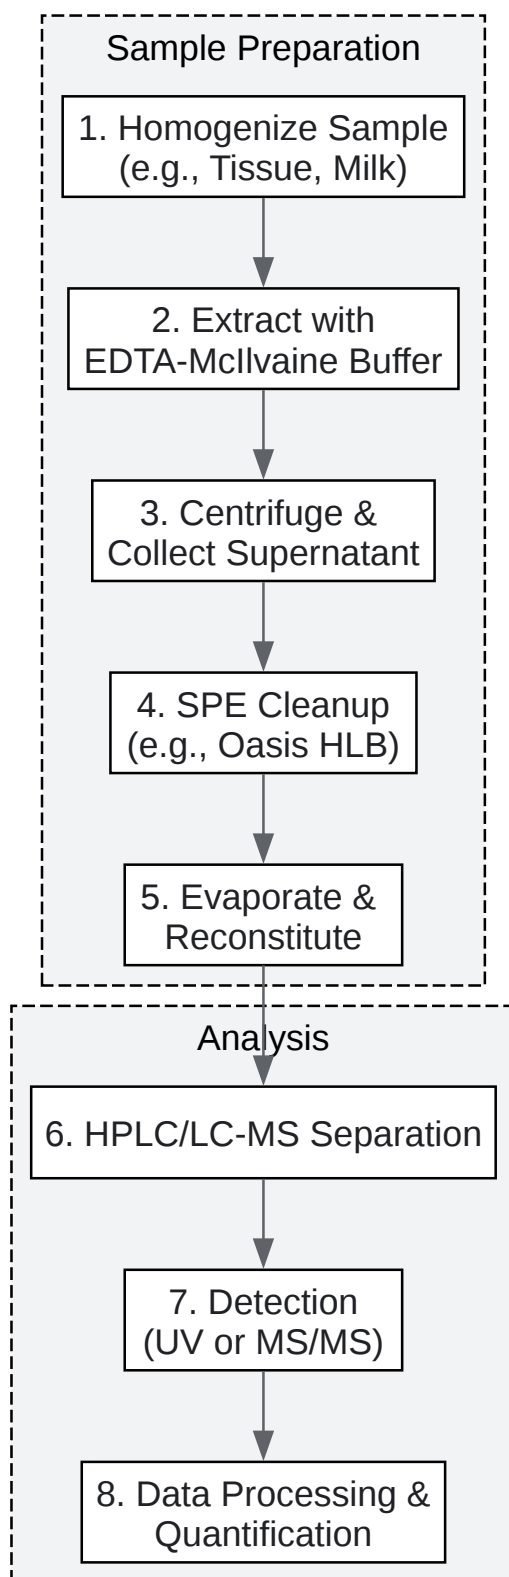 Sample Preparation
1. Homogenize Sample
(e.g., Tissue, Milk)
2. Extract with
EDTA-McIlvaine Buffer
3. Centrifuge &
Collect Supernatant
4. SPE Cleanup
(e.g., Oasis HLB)
5. Evaporate &
Reconstitute
Analysis
6. HPLC/LC-MS Separation
7. Detection
(UV or MS/MS)
8. Data Processing &
Quantification